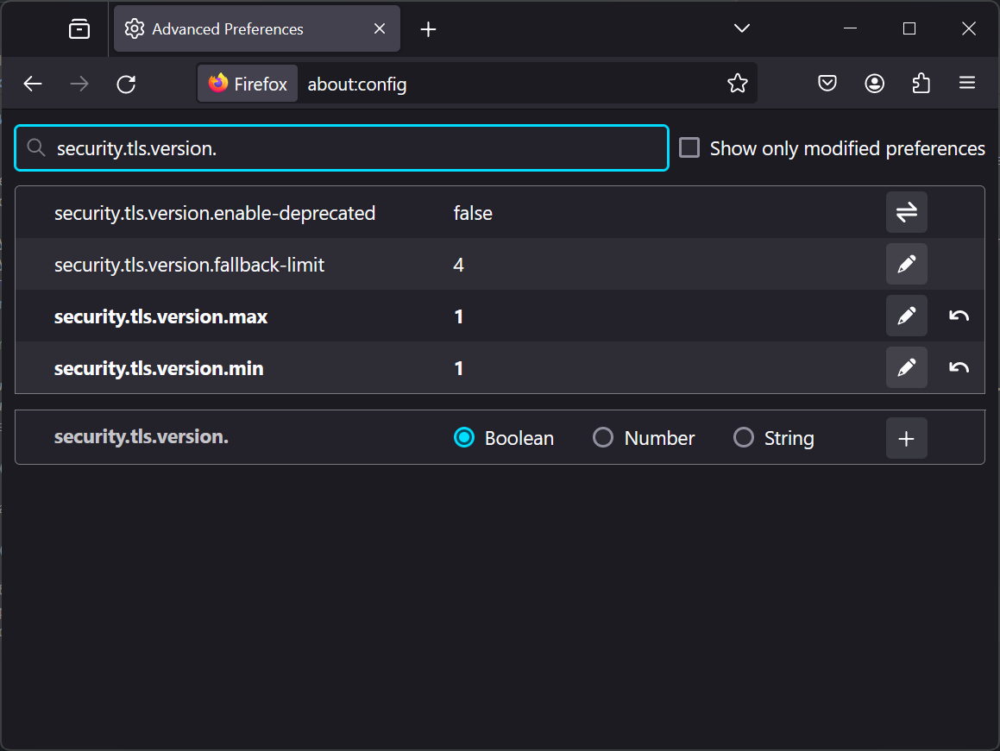 Advanced Preferences
Firefox about:config
security.tls.version. Show only modified preferences
security.tls.version.enable-deprecated false
security.tls.version.fallback-limit 4
security.tls.version.max 1
security.tls.version.min 1
security.tls.version. Boolean Number String